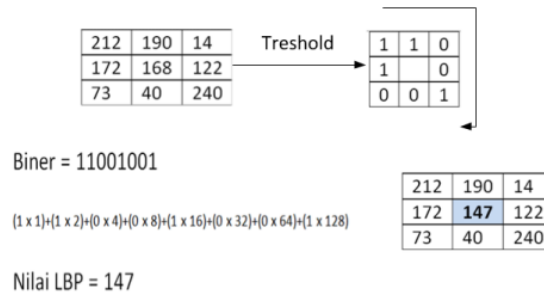 212 190 14
172 168 122
73 40 240
Treshold
1 1 0
1 0
0 0 1
Biner = 11001001
(1 x 1)+(1 x 2)+(0 x 4)+(0 x 8)+(1 x 16)+(0 x 32)+(0 x 64)+(1 x 128)
212 190 14
172 147 122
73 40 240
Nilai LBP = 147